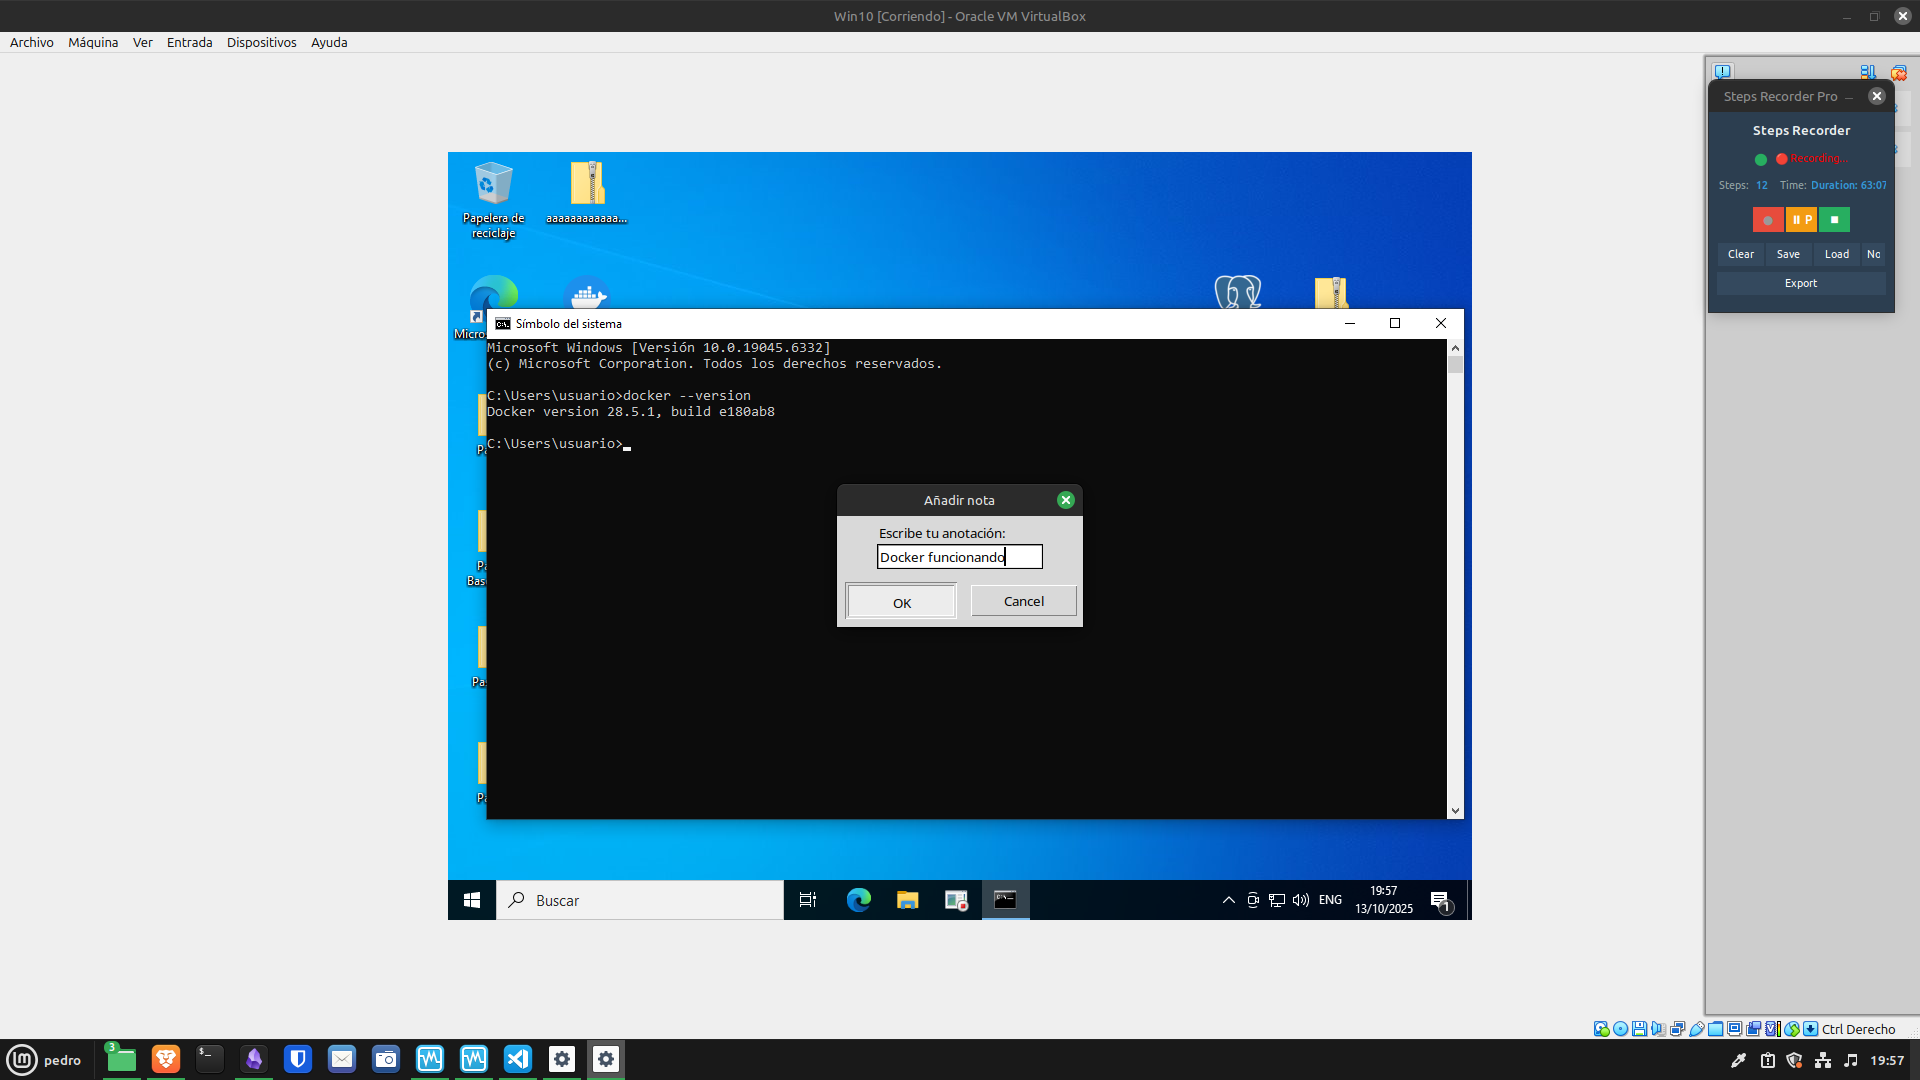 Win10 [Corriendo] - Oracle VM VirtualBox
Archivo Máquina Ver Entrada Dispositivos Ayuda
Steps Recorder Pro
Steps Recorder
Recording...
Steps: 12 Time: Duration: 63:07
P
Clear Save Load No
Export
Papelera de
reciclaje
aaaaaaaaaaaa...
Micros
Símbolo del sistema
Microsoft Windows [Versión 10.0.19045.6332]
(c) Microsoft Corporation. Todos los derechos reservados.
C:\Users\usuario>docker --version
Docker version 28.5.1, build e180ab8
C:\Users\usuario>
Añadir nota
Escribe tu anotación:
Docker funcionando
OK Cancel
Bas
Buscar
ENG
19:57
13/10/2025
1
Ctrl Derecho
3
pedro
19:57